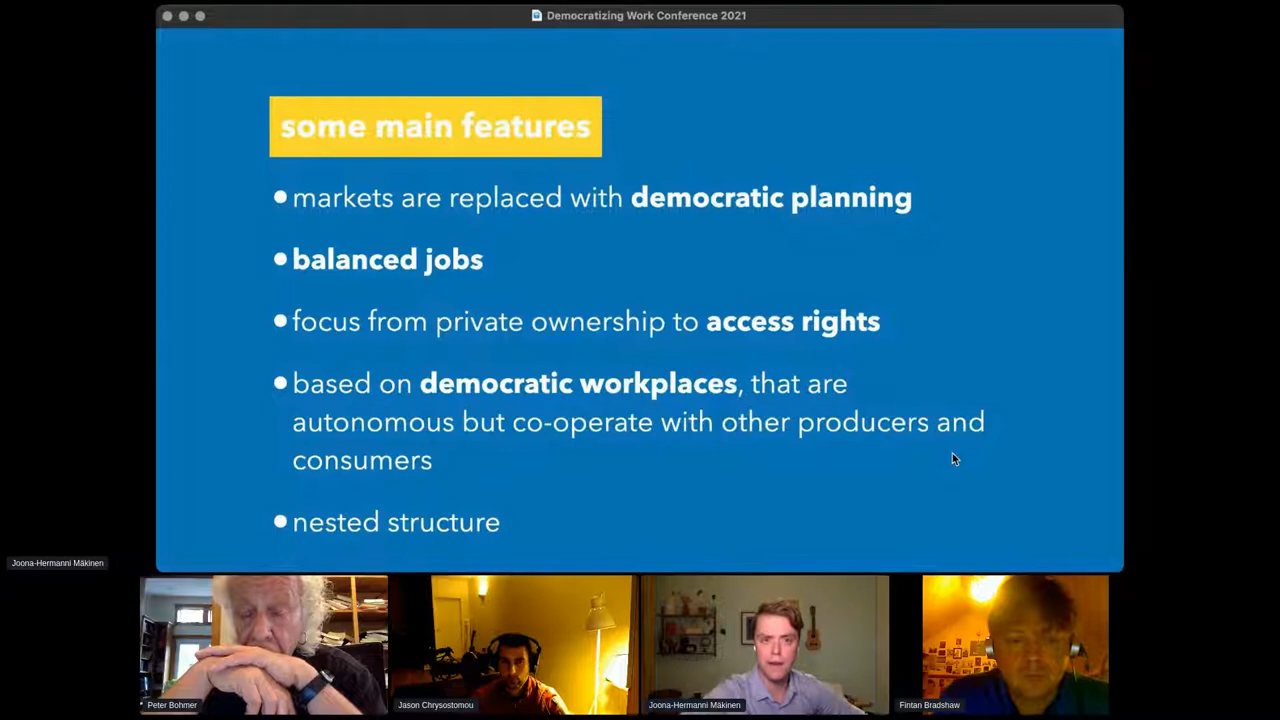 Democratizing Work Conference 2021
some main features
•markets are replaced with democratic planning
•balanced jobs
•focus from private ownership to access rights
•based on democratic workplaces, that are
autonomous but co-operate with other producers and
consumers
•nested structure
Joona-Hermanni Mäkinen
Peter Bohmer
Jason Chrysostomou
Joona-Hermanni Mäkinen
Fintan Bradshaw